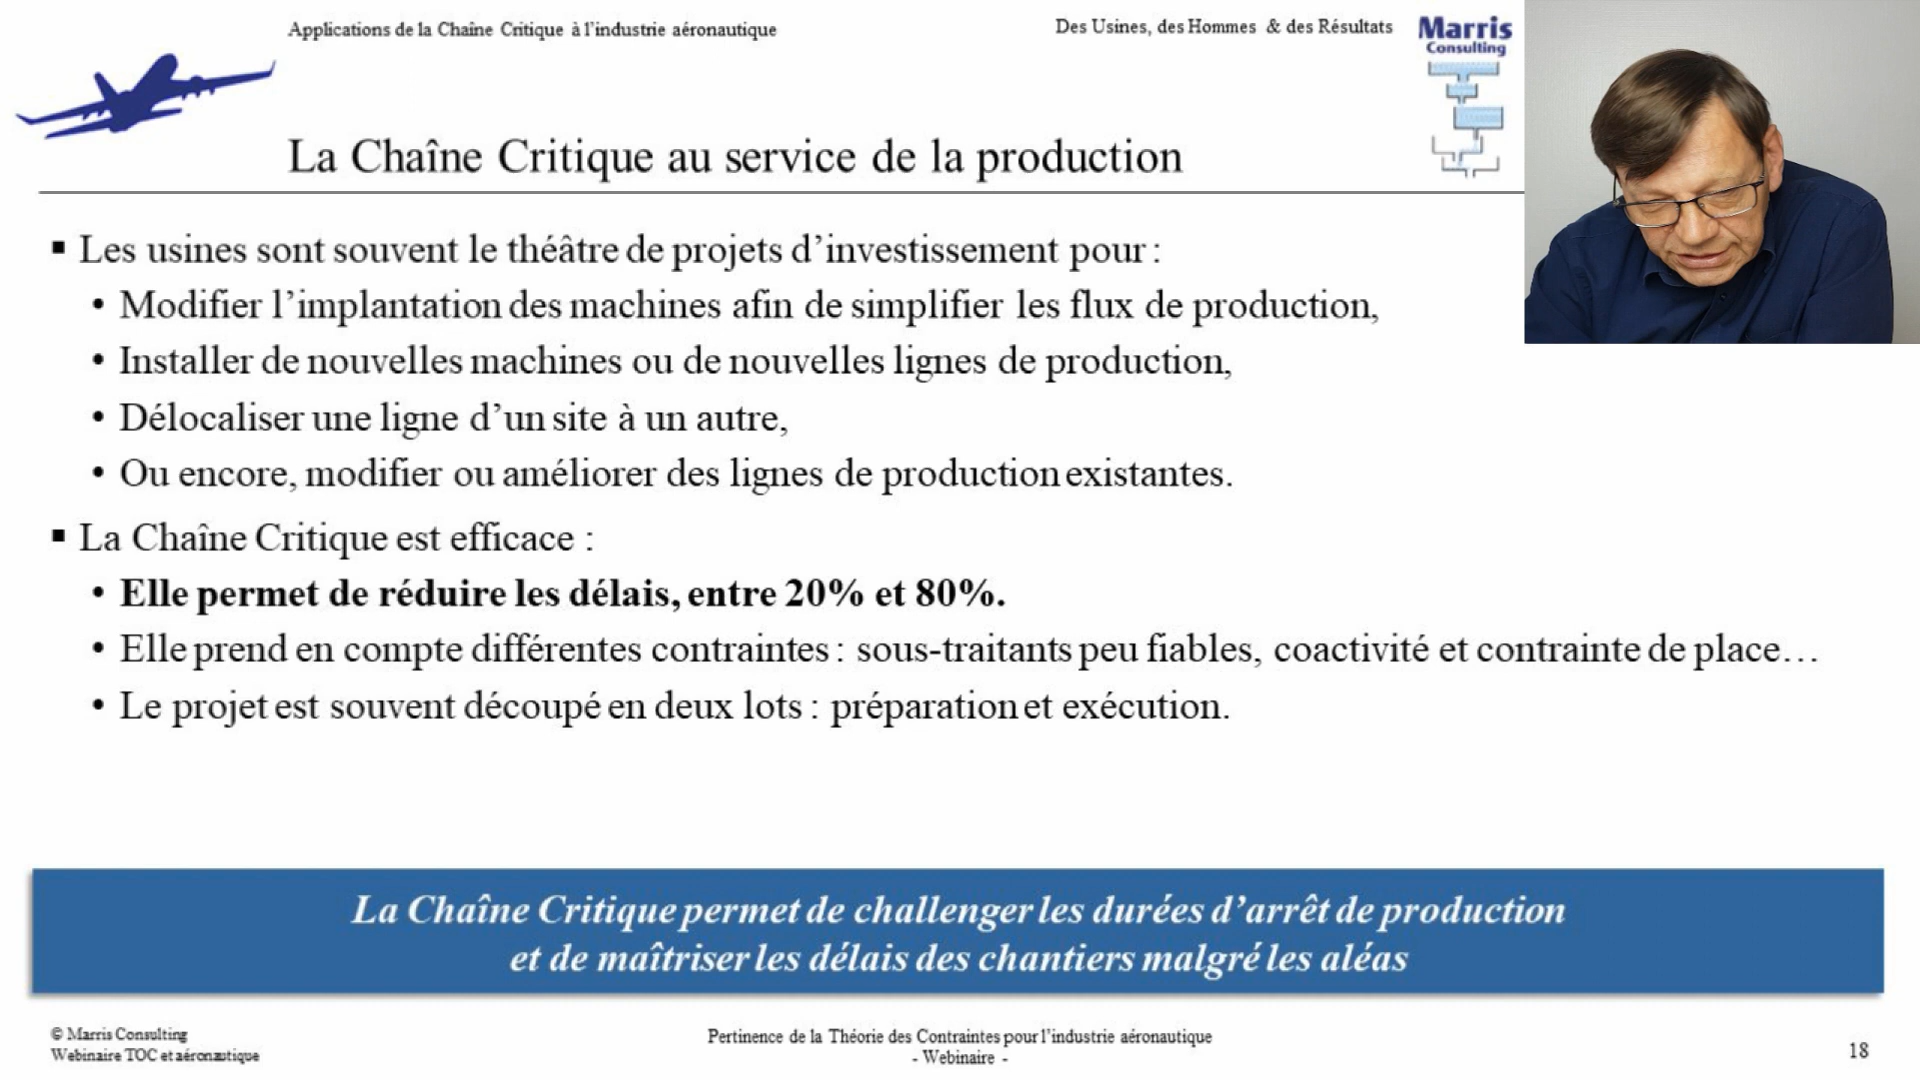 Applications de la Chaîne Critique à l'industrie aéronautique
Des Usines, des Hommes & des Résultats
Marris
Consulting
La Chaîne Critique au service de la production
▪ Les usines sont souvent le théâtre de projets d'investissement pour :
• Modifier l'implantation des machines afin de simplifier les flux de production,
• Installer de nouvelles machines ou de nouvelles lignes de production,
• Délocaliser une ligne d'un site à un autre,
• Ou encore, modifier ou améliorer des lignes de production existantes.
▪ La Chaîne Critique est efficace :
• Elle permet de réduire les délais, entre 20% et 80%.
• Elle prend en compte différentes contraintes : sous-traitants peu fiables, coactivité et contrainte de place…
• Le projet est souvent découpé en deux lots : préparation et exécution.
La Chaîne Critique permet de challenger les durées d'arrêt de production
et de maîtriser les délais des chantiers malgré les aléas
© Marris Consulting
Webinaire TOC et aéronautique
Pertinence de la Théorie des Contraintes pour l'industrie aéronautique
- Webinaire -
18